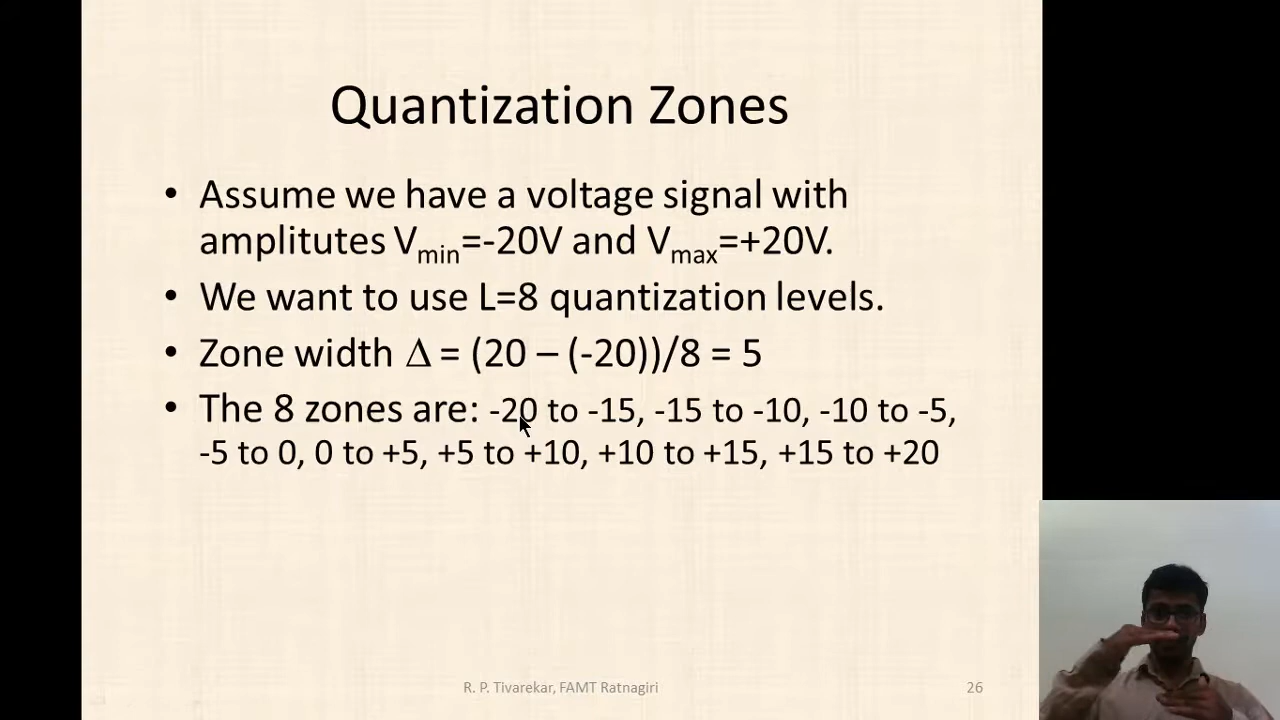 Quantization Zones
• Assume we have a voltage signal with
amplitutes Vmin=-20V and Vmax=+20V.
• We want to use L=8 quantization levels.
• Zone width ∆ = (20 – (-20))/8 = 5
• The 8 zones are: -20 to -15, -15 to -10, -10 to -5,
-5 to 0, 0 to +5, +5 to +10, +10 to +15, +15 to +20
R. P. Tivarekar, FAMT Ratnagiri
26